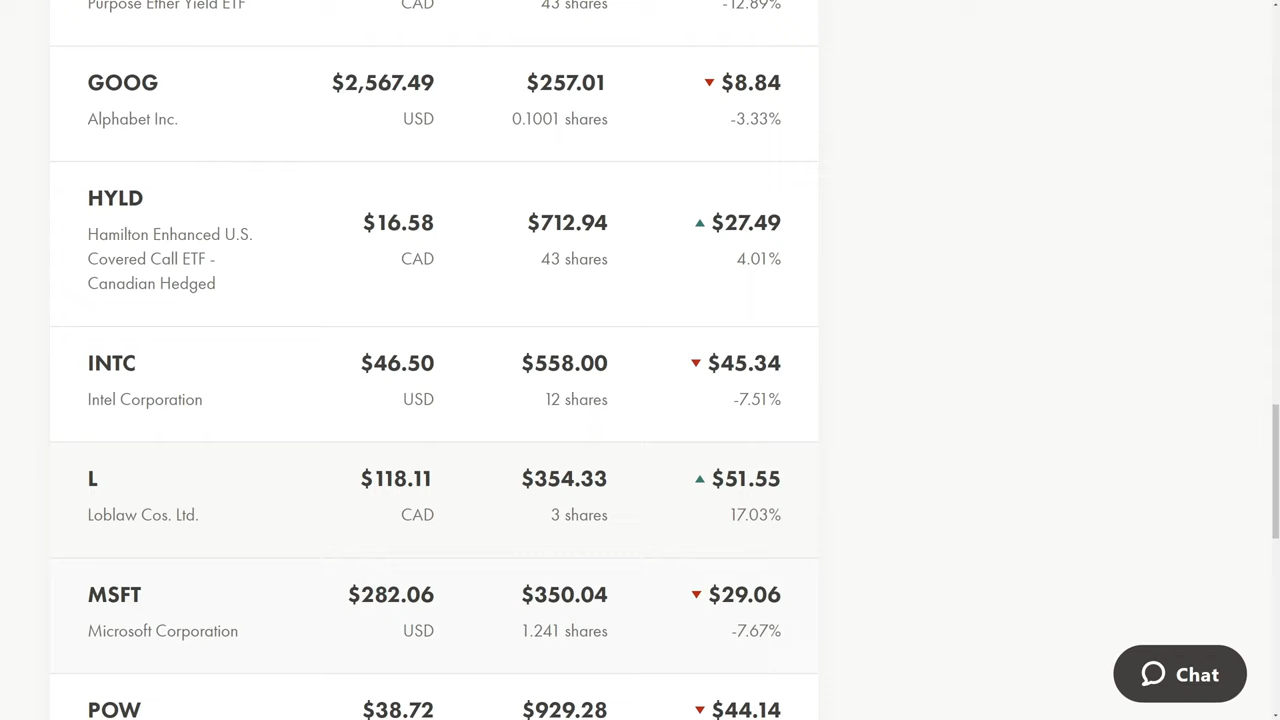 Purpose Ether Yield ETF CAD 43 shares -12.89%
GOOG $2,567.49 $257.01 $8.84
Alphabet Inc. USD 0.1001 shares -3.33%
HYLD
$16.58 $712.94 $27.49
Hamilton Enhanced U.S.
Covered Call ETF - CAD 43 shares 4.01%
Canadian Hedged
INTC $46.50 $558.00 $45.34
Intel Corporation USD 12 shares -7.51%
L $118.11 $354.33 $51.55
Loblaw Cos. Ltd. CAD 3 shares 17.03%
MSFT $282.06 $350.04 $29.06
Microsoft Corporation USD 1.241 shares -7.67%
Chat
POW $38.72 $929.28 $44.14